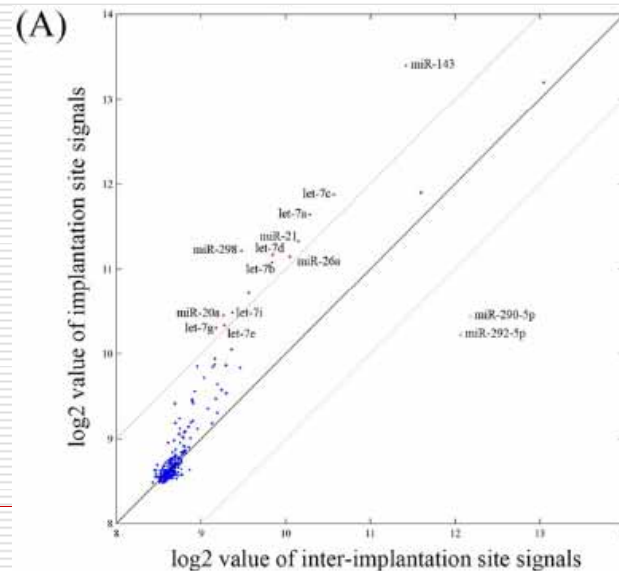 (A)
log2 value of implantation site signals
14
13
12
11
10
9
8
miR-143
let-7c
let-7a
miR-21
let-7d
miR-298
miR-26a
let-7b
miR-20a
let-7i
let-7g
let-7e
miR-290-5p
miR-292-5p
8
9
10
11
12
13
log2 value of inter-implantation site signals